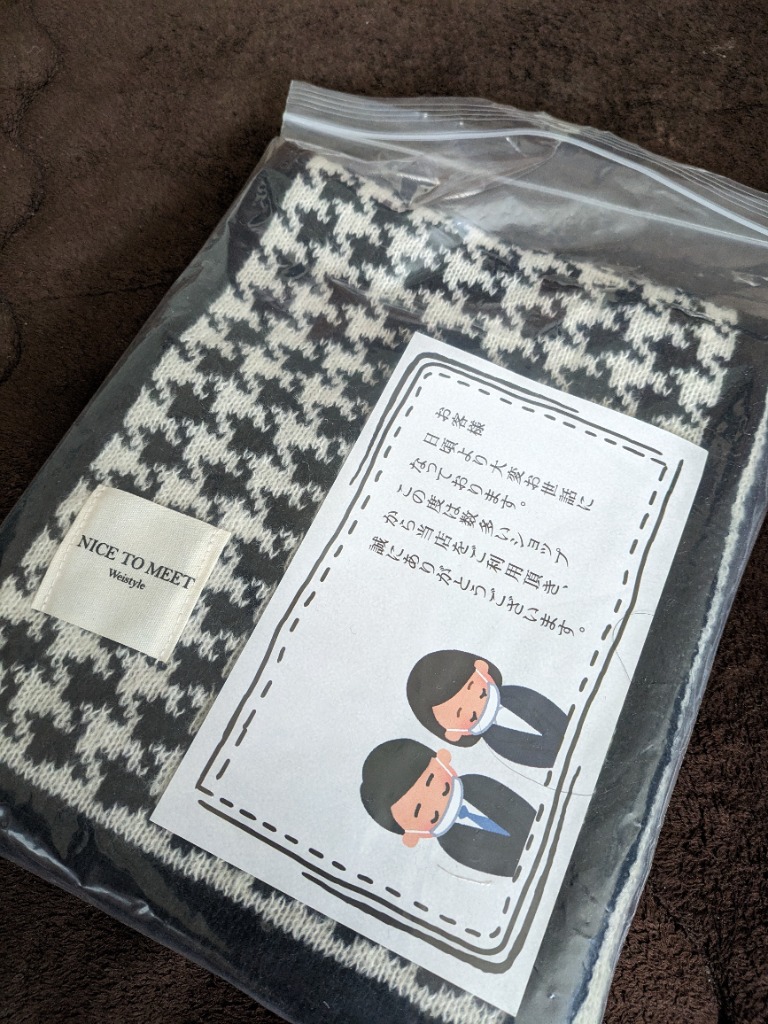 お客様
日頃より大変お世話に
なっております。
この度は数多いショップ
から当店をご利用頂き、
誠にありがとうございます。
NICE TO MEET
Weistyle